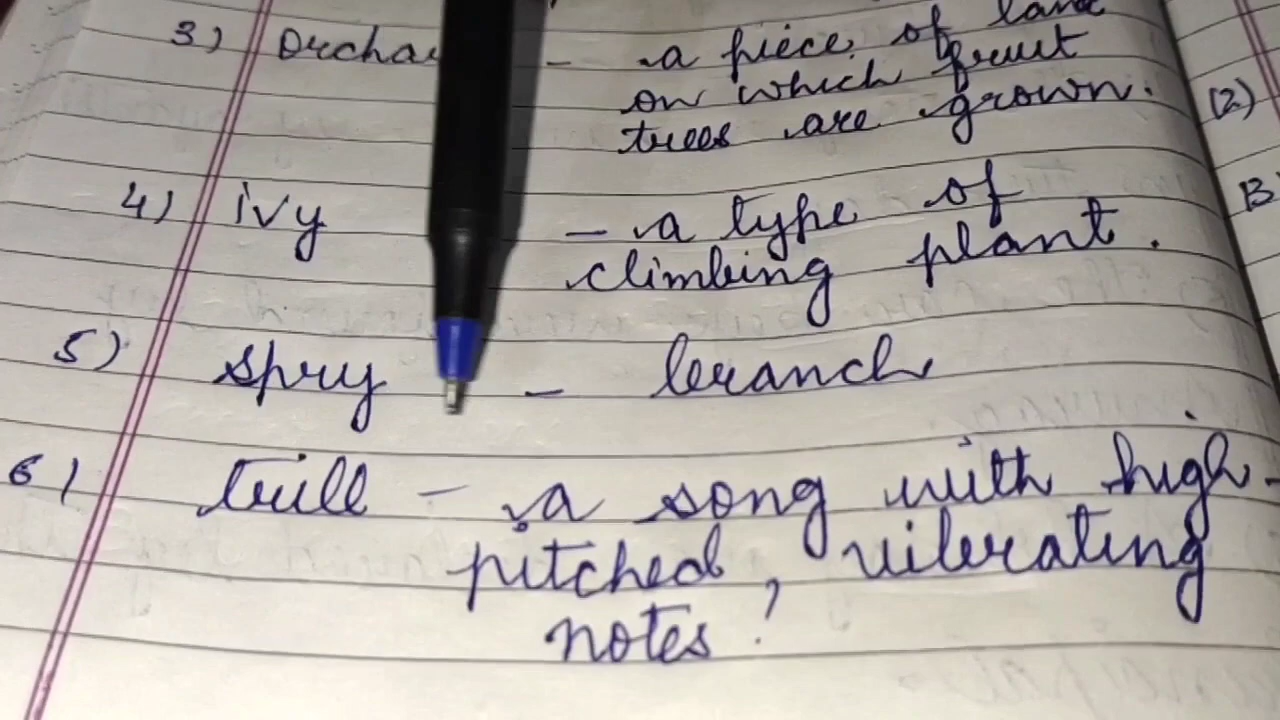 3) Orcha - a piece of land
on which fruit
trees are grown.
4) ivy - a type of
climbing plant.
5) spry - branch
6) trill - a song with high-
pitched, vibrating
notes.
(2)
B